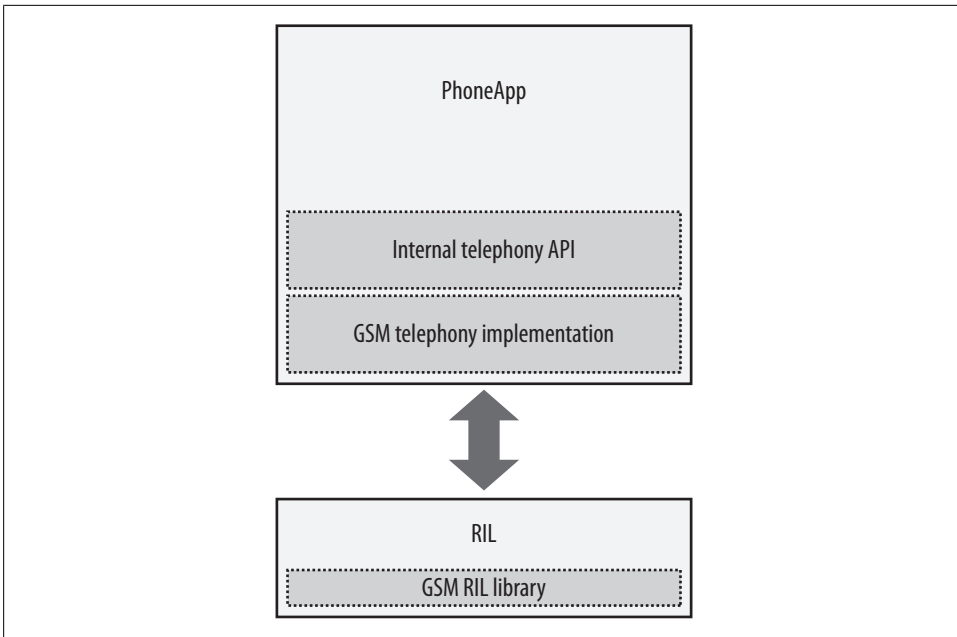 PhoneApp
Internal telephony API
GSM telephony implementation
RIL
GSM RIL library